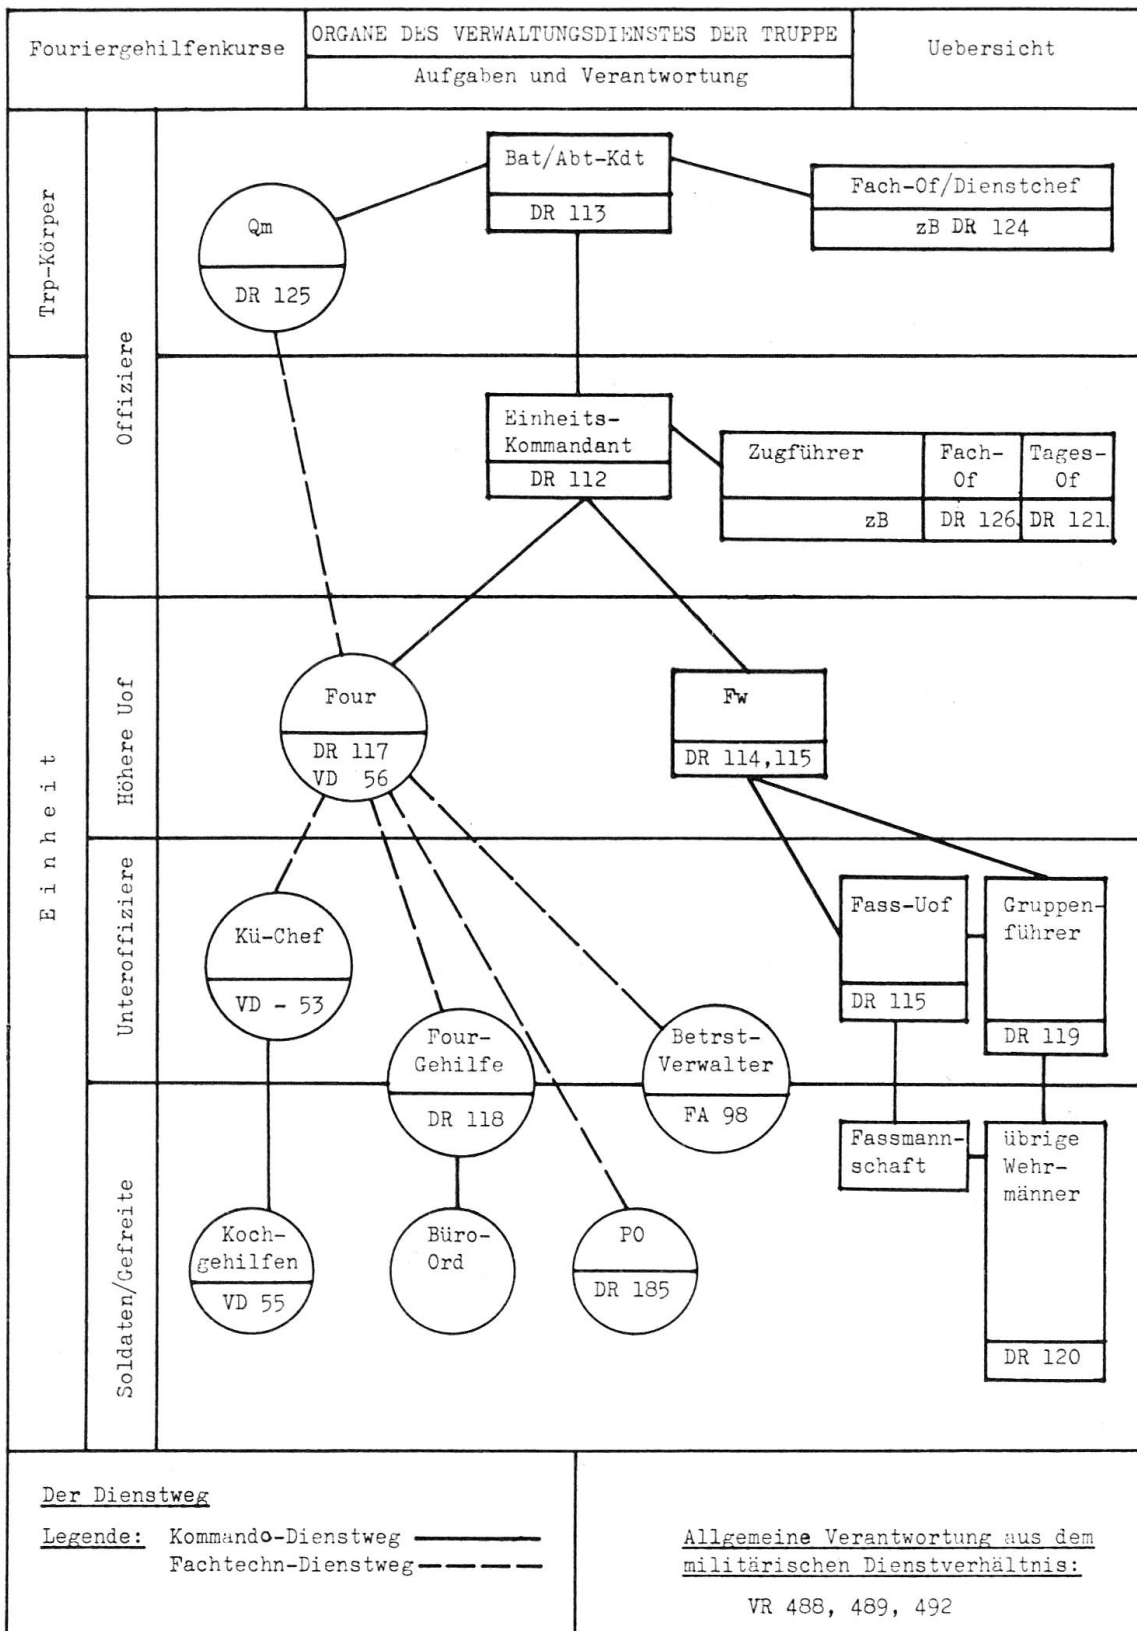 Fouriergehilfenkurse
ORGANE DES VERWALTUNGSDIENSTES DER TRUPPE
Aufgaben und Verantwortung
Uebersicht
Trp-Körper
Offiziere
Bat/Abt-Kdt
DR 113
Fach-Of/Dienstchef
zB DR 124
Qm
DR 125
Einheit
Einheits-
Kommandant
DR 112
Zugführer
Fach-
Of
Tages-
Of
zB
DR 126
DR 121
Höhere Uof
Four
DR 117
VD 56
Fw
DR 114,115
Unteroffiziere
Kü-Chef
VD - 53
Four-
Gehilfe
DR 118
Betrst-
Verwalter
FA 98
Fass-Uof
DR 115
Gruppen-
führer
DR 119
Soldaten/Gefreite
Koch-
gehilfen
VD 55
Büro-
Ord
PO
DR 185
Fassmann-
schaft
übrige
Wehr-
männer
DR 120
Der Dienstweg
Legende: Kommando-Dienstweg
Fachtechn-Dienstweg
Allgemeine Verantwortung aus dem
militärischen Dienstverhältnis:
VR 488, 489, 492